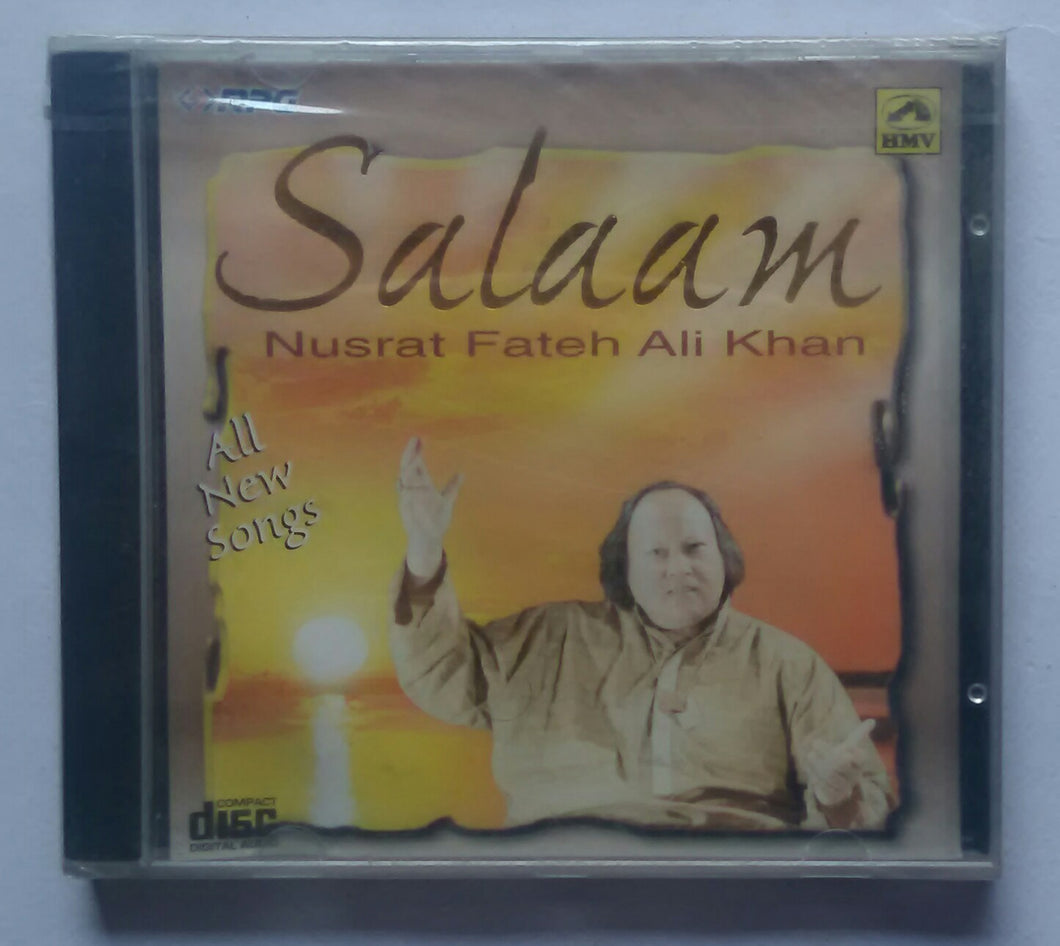 RPG
HMV
Salaam
Nusrat Fateh Ali Khan
All
New
Songs
COMPACT
disc
DIGITAL AUDIO